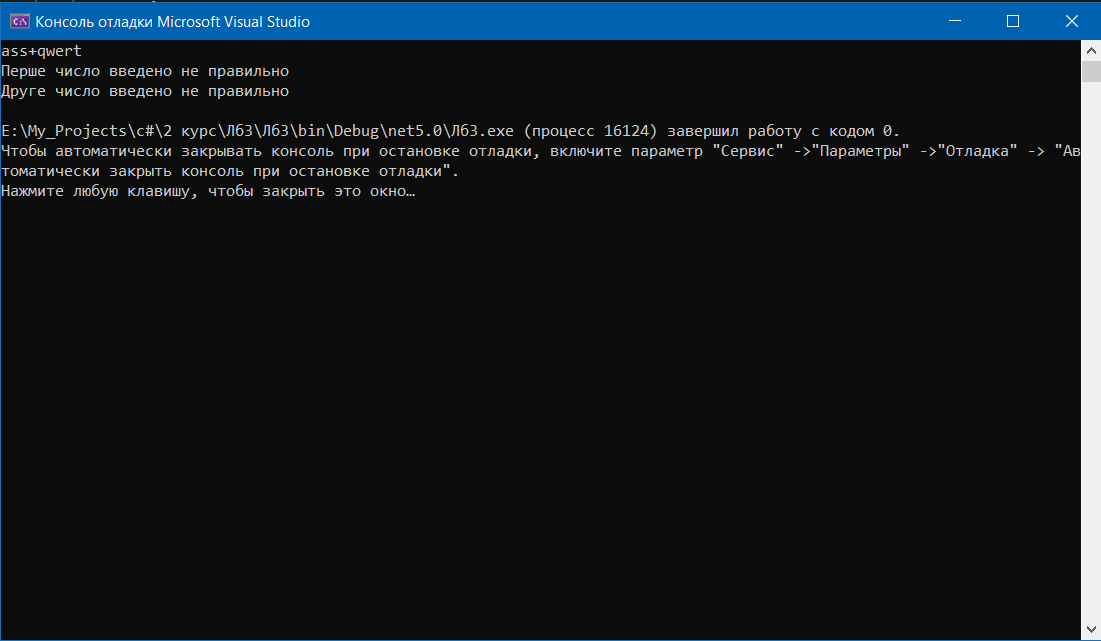 Консоль отладки Microsoft Visual Studio
ass+qwert
Перше число введено не правильно
Друге число введено не правильно
E:\My_Projects\c#\2 курс\Лб3\Лб3\bin\Debug\net5.0\Лб3.exe (процесс 16124) завершил работу с кодом 0.
Чтобы автоматически закрывать консоль при остановке отладки, включите параметр "Сервис" ->"Параметры" ->"Отладка" -> "Ав
томатически закрыть консоль при остановке отладки".
Нажмите любую клавишу, чтобы закрыть это окно…